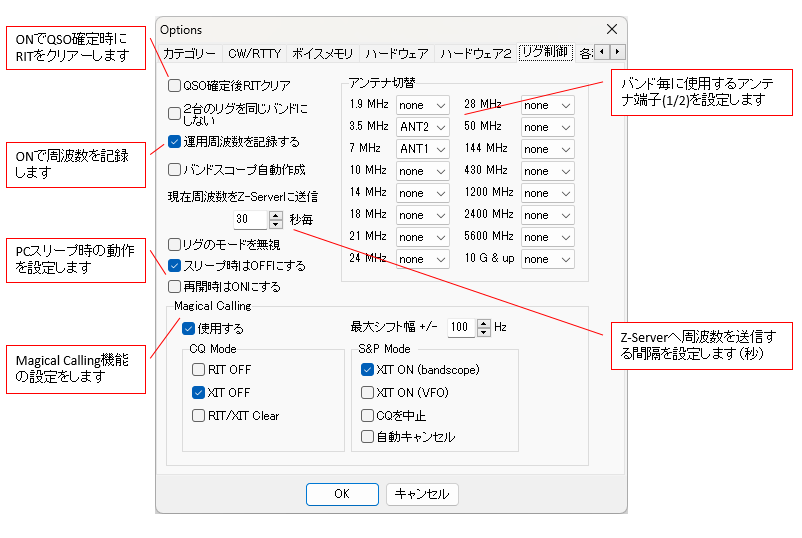 Options
カテゴリー CW/RTTY ボイスメモリ ハードウェア ハードウェア2 リグ制御
ONでQSO確定時に
RITをクリアーします
QSO確定後RITクリア
2台のリグを同じバンドに
しない
運用周波数を記録する
バンドスコープ自動作成
ONで周波数を記録
します
現在周波数をZ-Serverに送信
30 秒毎
リグのモードを無視
スリープ時はOFFにする
再開時はONにする
PCスリープ時の動作
を設定します
アンテナ切替
1.9 MHz none 28 MHz none
3.5 MHz ANT2 50 MHz none
7 MHz ANT1 144 MHz none
10 MHz none 430 MHz none
14 MHz none 1200 MHz none
18 MHz none 2400 MHz none
21 MHz none 5600 MHz none
24 MHz none 10 G & up none
バンド毎に使用するアンテ
ナ端子(1/2)を設定します
Magical Calling
使用する 最大シフト幅 +/- 100 Hz
CQ Mode
RIT OFF
XIT OFF
RIT/XIT Clear
S&P Mode
XIT ON (bandscope)
XIT ON (VFO)
CQを中止
自動キャンセル
Magical Calling機能
の設定をします
Z-Serverへ周波数を送信す
る間隔を設定します（秒）
OK キャンセル